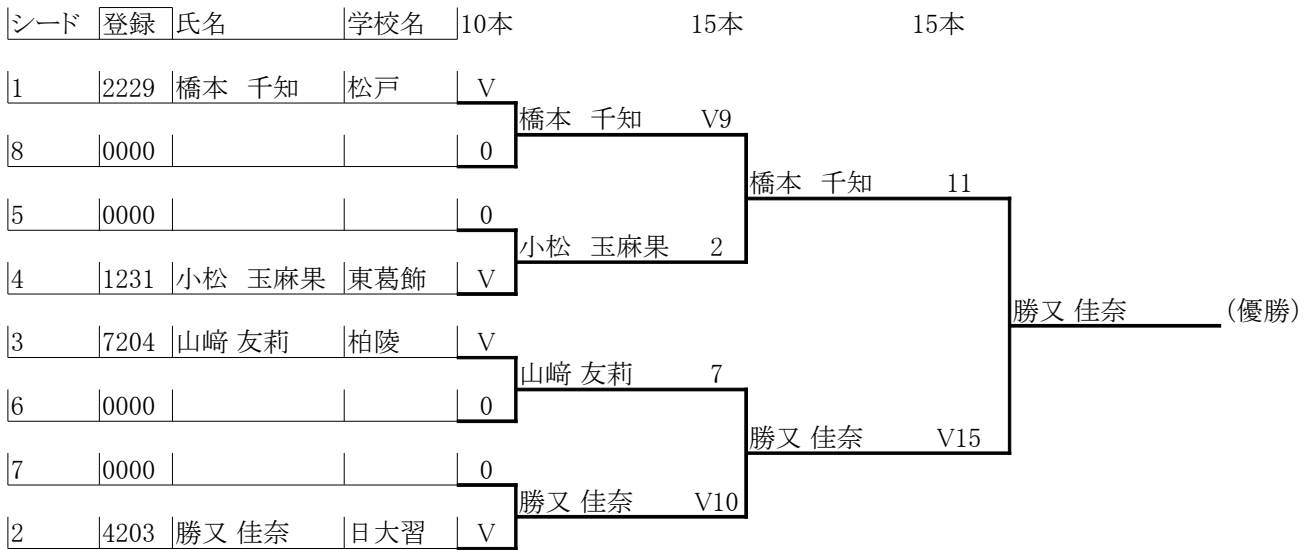 シード 登録 氏名 学校名 10本 15本 15本
1 2229 橋本 千知 松戸 V
橋本 千知 V9
8 0000 0
橋本 千知 11
5 0000 0
小松 玉麻果 2
4 1231 小松 玉麻果 東葛飾 V
勝又 佳奈 (優勝)
3 7204 山﨑 友莉 柏陵 V
山﨑 友莉 7
6 0000 0
勝又 佳奈 V15
7 0000 0
勝又 佳奈 V10
2 4203 勝又 佳奈 日大習 V